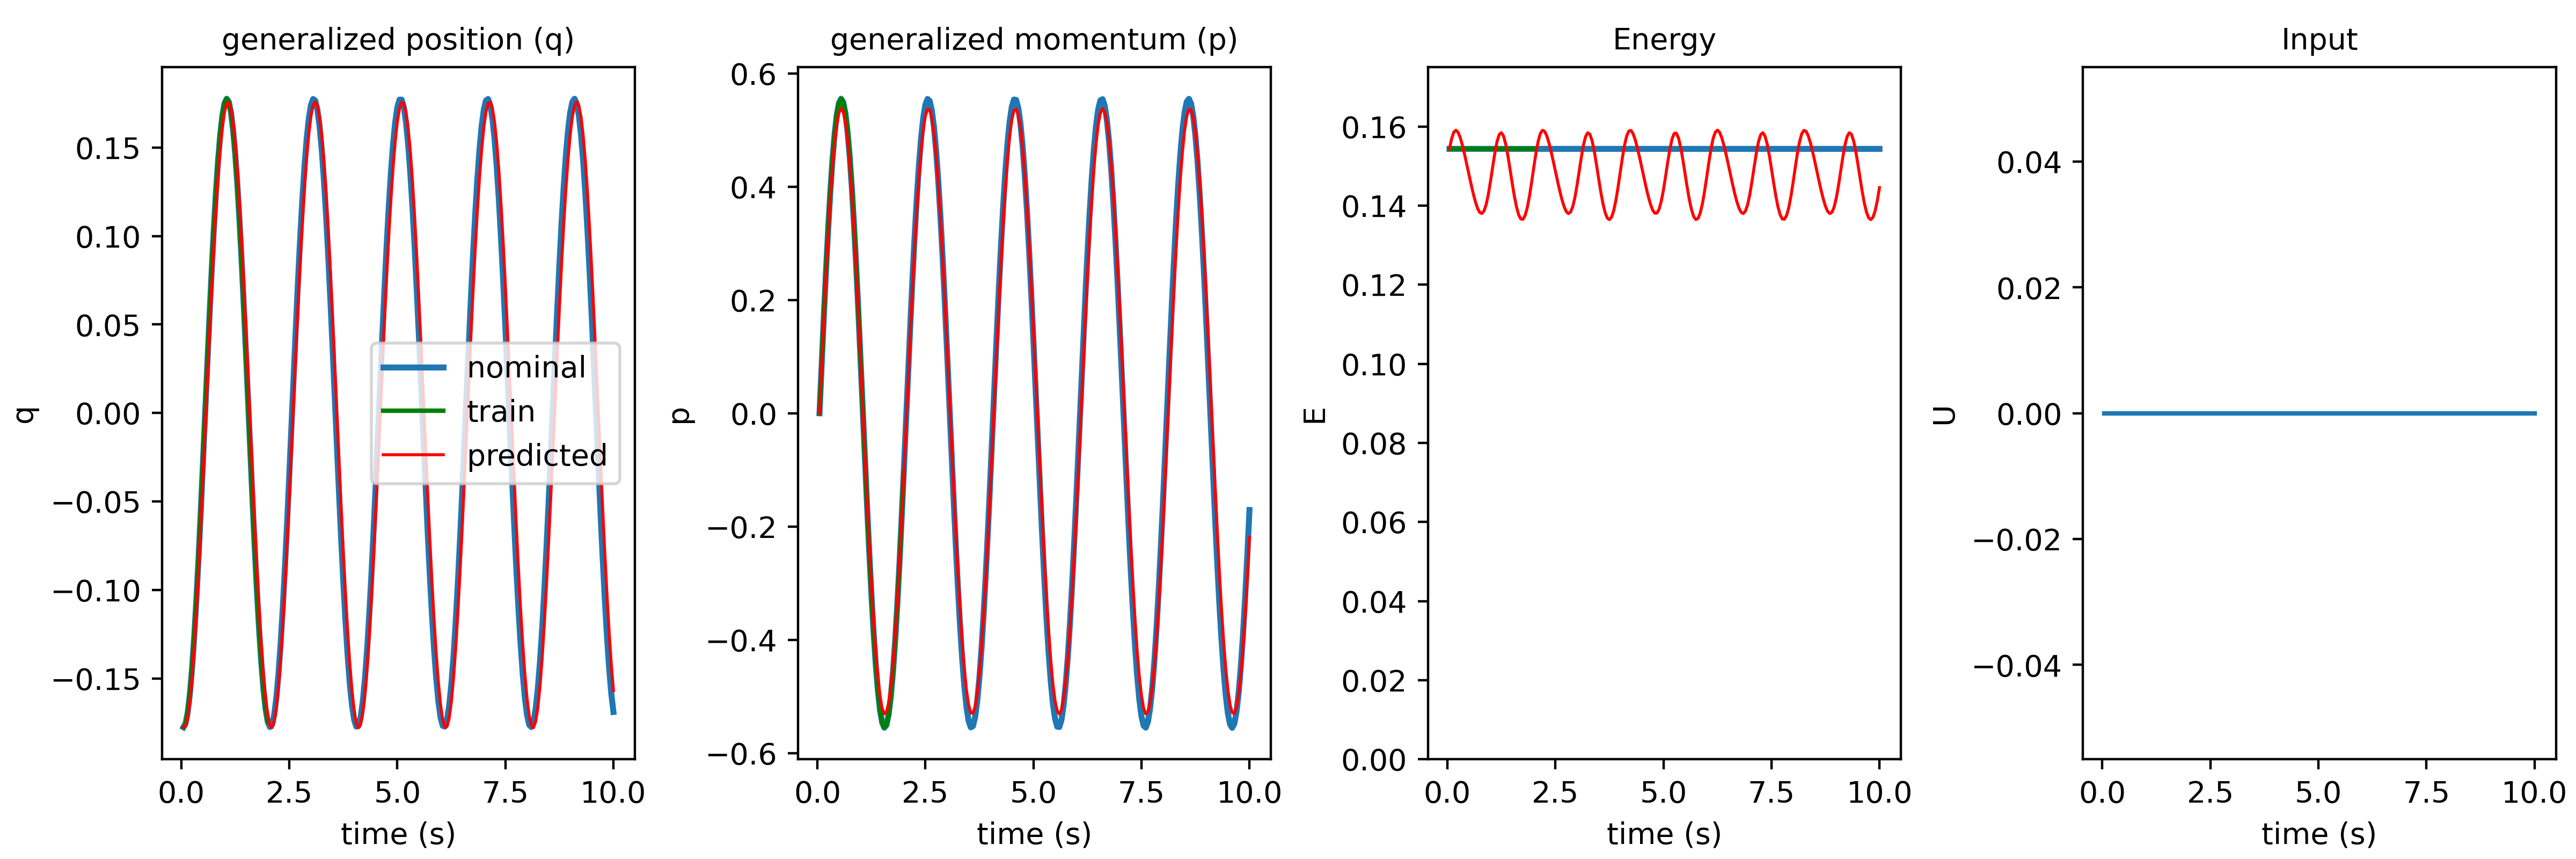 generalized position (q)
q
0.15
0.10
0.05
0.00
−0.05
−0.10
−0.15
nominal
train
predicted
0.0 2.5 5.0 7.5 10.0
time (s)
generalized momentum (p)
p
0.6
0.4
0.2
0.0
−0.2
−0.4
−0.6
0.0 2.5 5.0 7.5 10.0
time (s)
Energy
E
0.16
0.14
0.12
0.10
0.08
0.06
0.04
0.02
0.00
0.0 2.5 5.0 7.5 10.0
time (s)
Input
U
0.04
0.02
0.00
−0.02
−0.04
0.0 2.5 5.0 7.5 10.0
time (s)